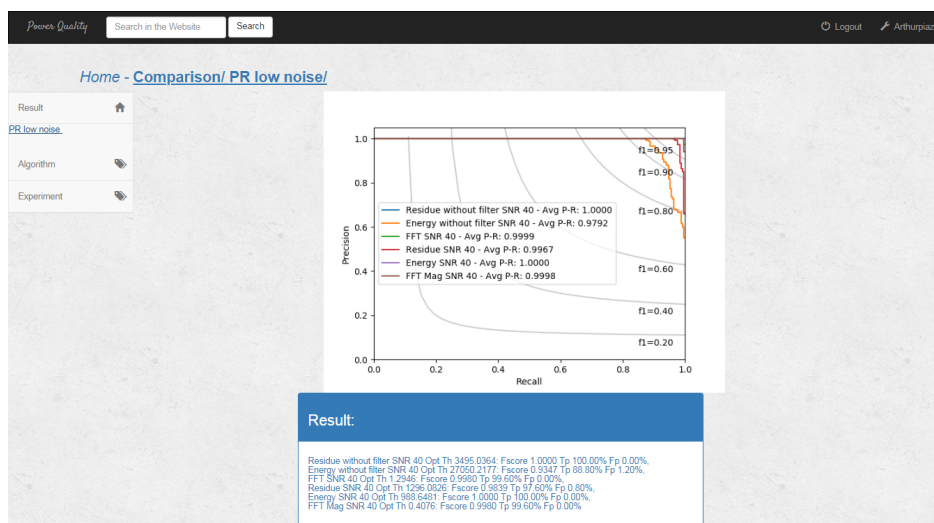 Power Quality
Search in the Website
Search
Logout
Arthurpiaz
Home - Comparison/ PR low noise/
Result
PR low noise
Algorithm
Experiment
1.0
0.8
0.6
0.4
0.2
0.0
Precision
f1=0.95
f1=0.90
f1=0.80
f1=0.60
f1=0.40
f1=0.20
Residue without filter SNR 40 - Avg P-R: 1.0000
Energy without filter SNR 40 - Avg P-R: 0.9792
FFT SNR 40 - Avg P-R: 0.9999
Residue SNR 40 - Avg P-R: 0.9967
Energy SNR 40 - Avg P-R: 1.0000
FFT Mag SNR 40 - Avg P-R: 0.9998
0.0 0.2 0.4 0.6 0.8 1.0
Recall
Result:
Residue without filter SNR 40 Opt Th 3495.0364: Fscore 1.0000 Tp 100.00% Fp 0.00%,
Energy without filter SNR 40 Opt Th 27050.2177: Fscore 0.9347 Tp 88.80% Fp 1.20%,
FFT SNR 40 Opt Th 1.2946: Fscore 0.9980 Tp 99.60% Fp 0.00%,
Residue SNR 40 Opt Th 1296.0826: Fscore 0.9839 Tp 97.60% Fp 0.80%,
Energy SNR 40 Opt Th 988.6481: Fscore 1.0000 Tp 100.00% Fp 0.00%,
FFT Mag SNR 40 Opt Th 0.4076: Fscore 0.9980 Tp 99.60% Fp 0.00%